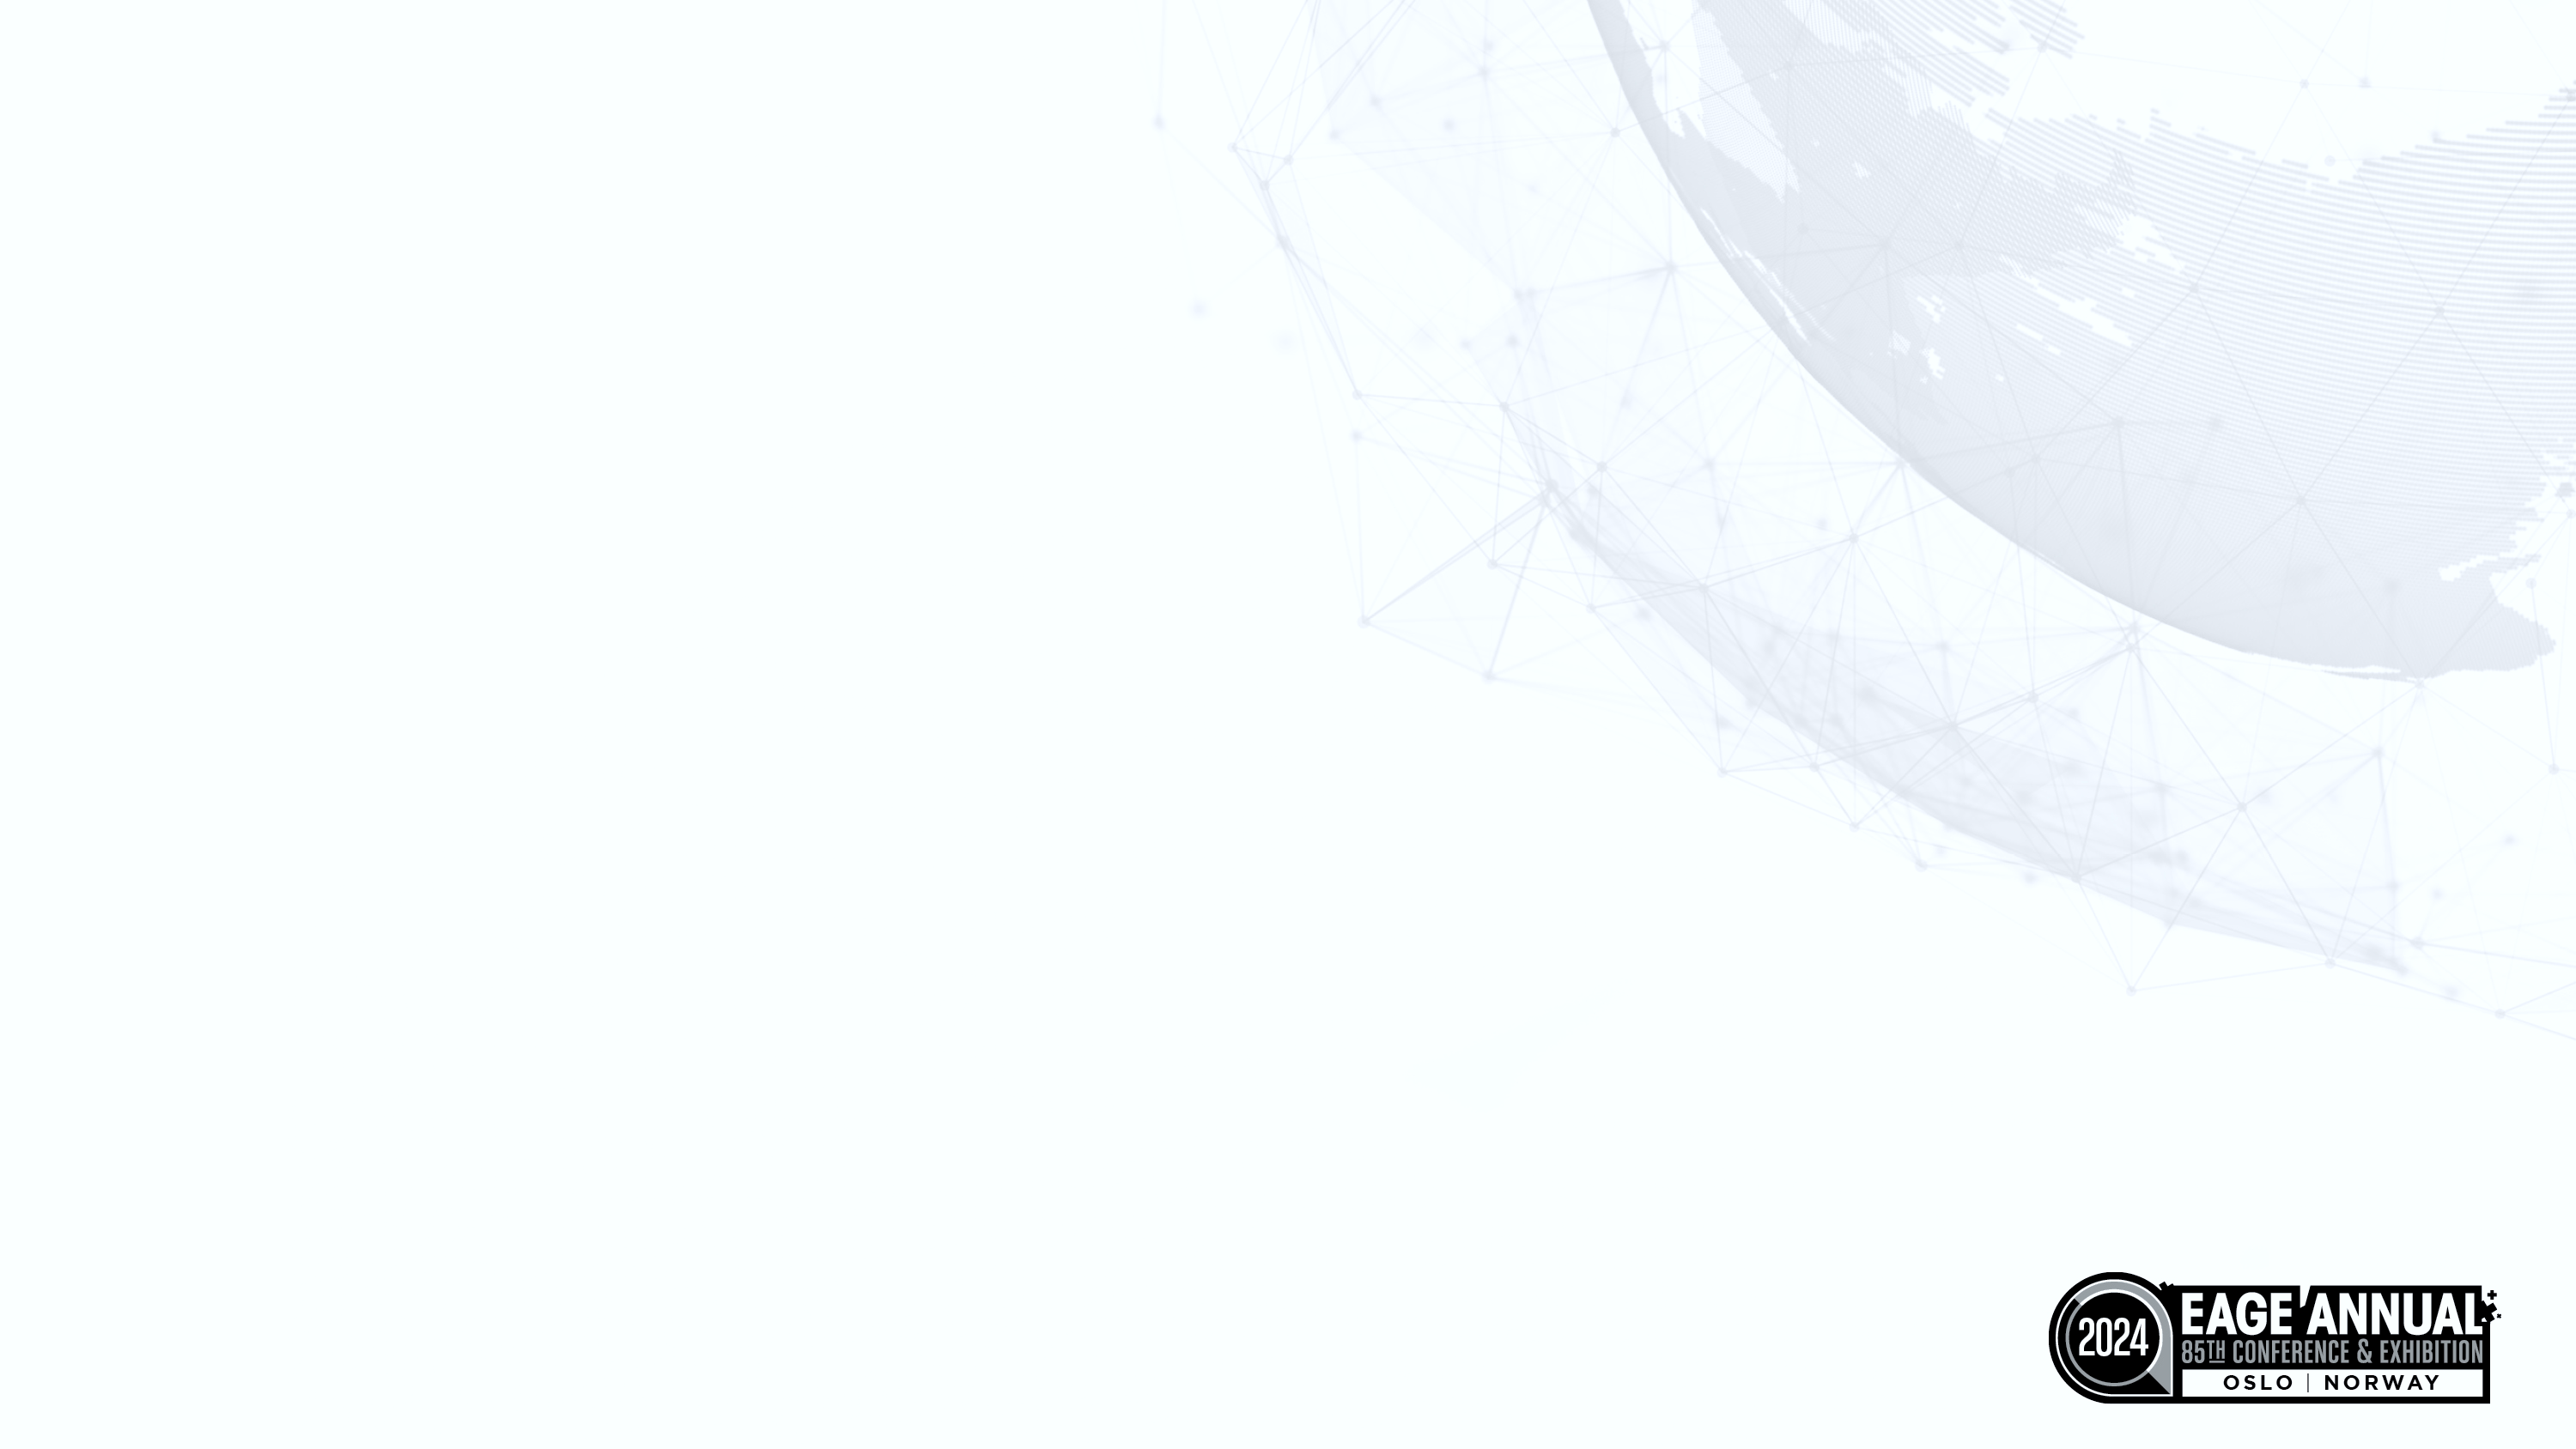 2024
EAGE ANNUAL
85TH CONFERENCE & EXHIBITION
OSLO | NORWAY